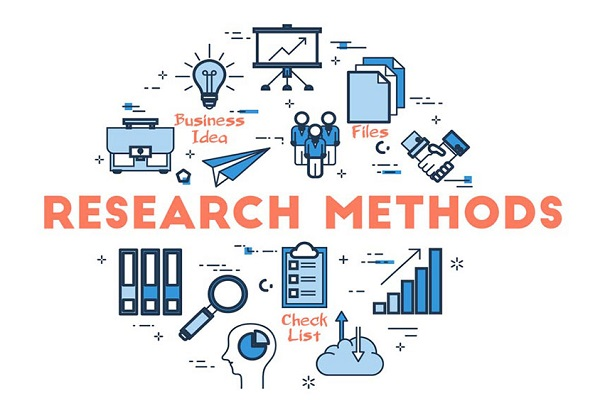 Business
Idea
Files
RESEARCH METHODS
Check
List